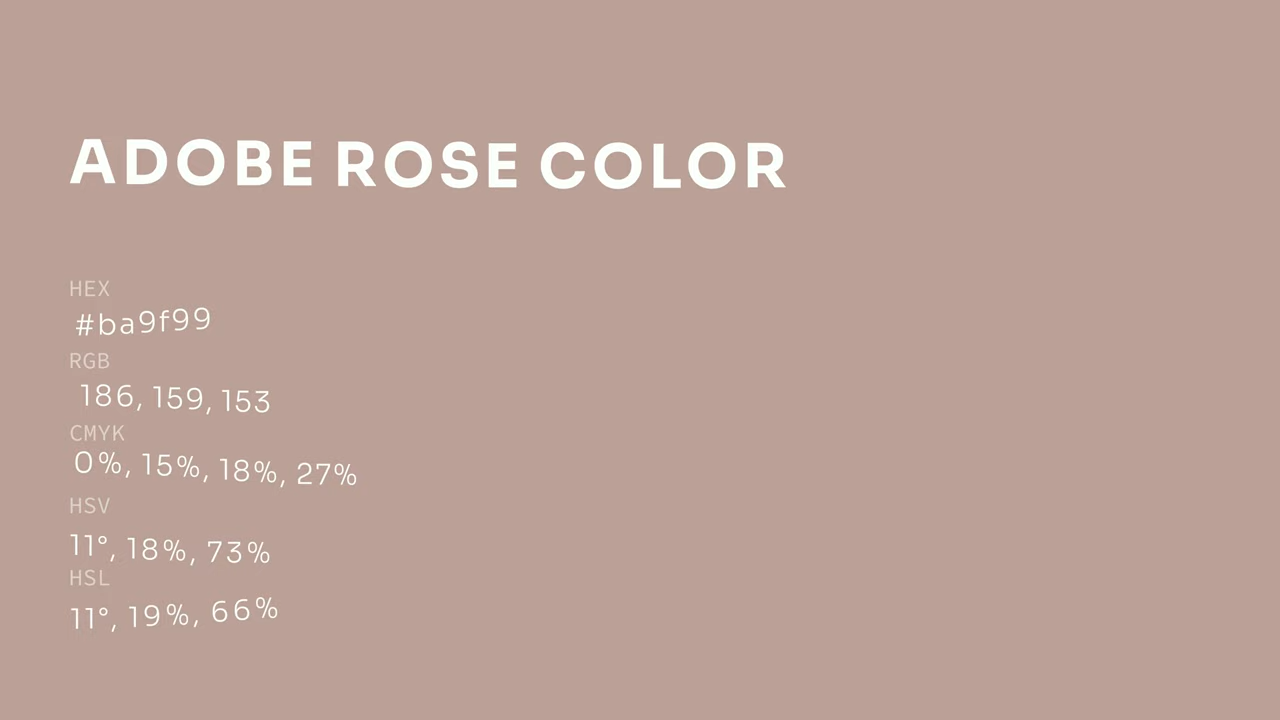 ADOBE ROSE COLOR
HEX
#ba9f99
RGB
186, 159, 153
CMYK
0%, 15%, 18%, 27%
HSV
11°, 18%, 73%
HSL
11°, 19%, 66%